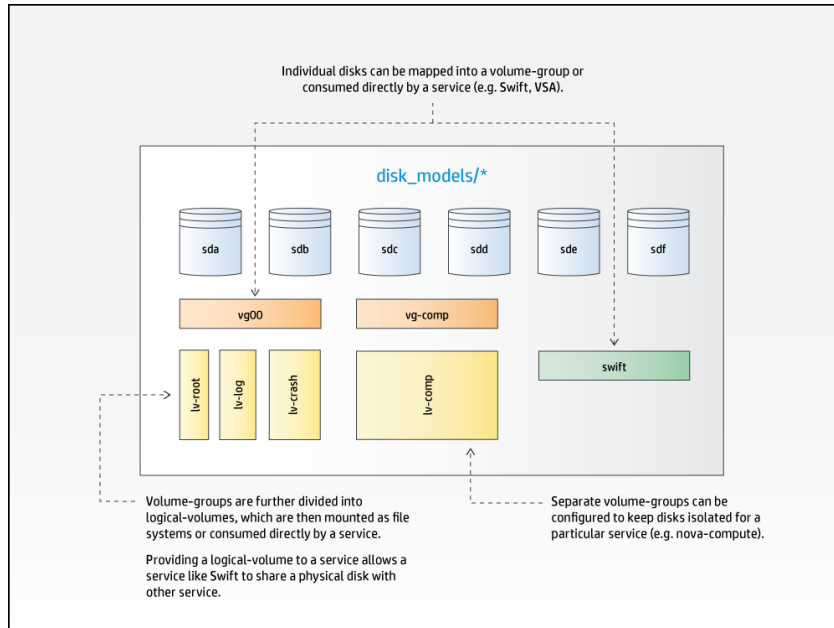 Individual disks can be mapped into a volume-group or
consumed directly by a service (e.g. Swift, VSA).
disk_models/*
sda
sdb
sdc
sdd
sde
sdf
vg00
vg-comp
swift
lv-root
lv-log
lv-crash
lv-comp
Volume-groups are further divided into
logical-volumes, which are then mounted as file
systems or consumed directly by a service.
Providing a logical-volume to a service allows a
service like Swift to share a physical disk with
other service.
Separate volume-groups can be
configured to keep disks isolated for a
particular service (e.g. nova-compute).